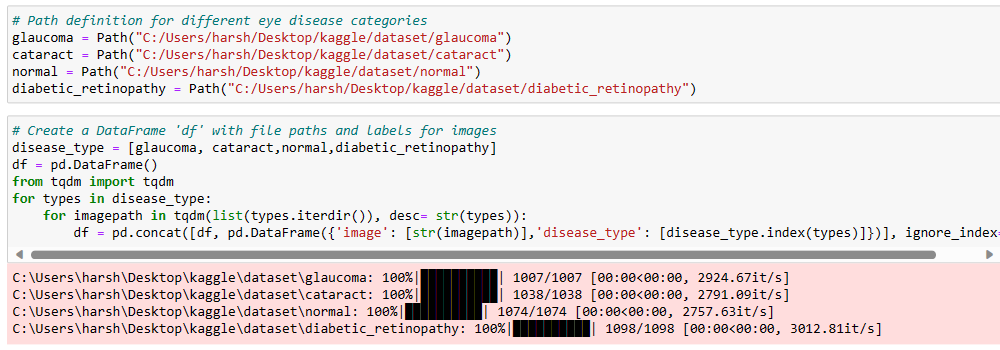 # Path definition for different eye disease categories
glaucoma = Path("C:/Users/harsh/Desktop/kaggle/dataset/glaucoma")
cataract = Path("C:/Users/harsh/Desktop/kaggle/dataset/cataract")
normal = Path("C:/Users/harsh/Desktop/kaggle/dataset/normal")
diabetic_retinopathy = Path("C:/Users/harsh/Desktop/kaggle/dataset/diabetic_retinopathy")
# Create a DataFrame 'df' with file paths and labels for images
disease_type = [glaucoma, cataract,normal,diabetic_retinopathy]
df = pd.DataFrame()
from tqdm import tqdm
for types in disease_type:
    for imagepath in tqdm(list(types.iterdir()), desc= str(types)):
        df = pd.concat([df, pd.DataFrame({'image': [str(imagepath)],'disease_type': [disease_type.index(types)]})], ignore_index=
C:\Users\harsh\Desktop\kaggle\dataset\glaucoma: 100%|██████████| 1007/1007 [00:00<00:00, 2924.67it/s]
C:\Users\harsh\Desktop\kaggle\dataset\cataract: 100%|██████████| 1038/1038 [00:00<00:00, 2791.09it/s]
C:\Users\harsh\Desktop\kaggle\dataset\normal: 100%|██████████| 1074/1074 [00:00<00:00, 2757.63it/s]
C:\Users\harsh\Desktop\kaggle\dataset\diabetic_retinopathy: 100%|██████████| 1098/1098 [00:00<00:00, 3012.81it/s]